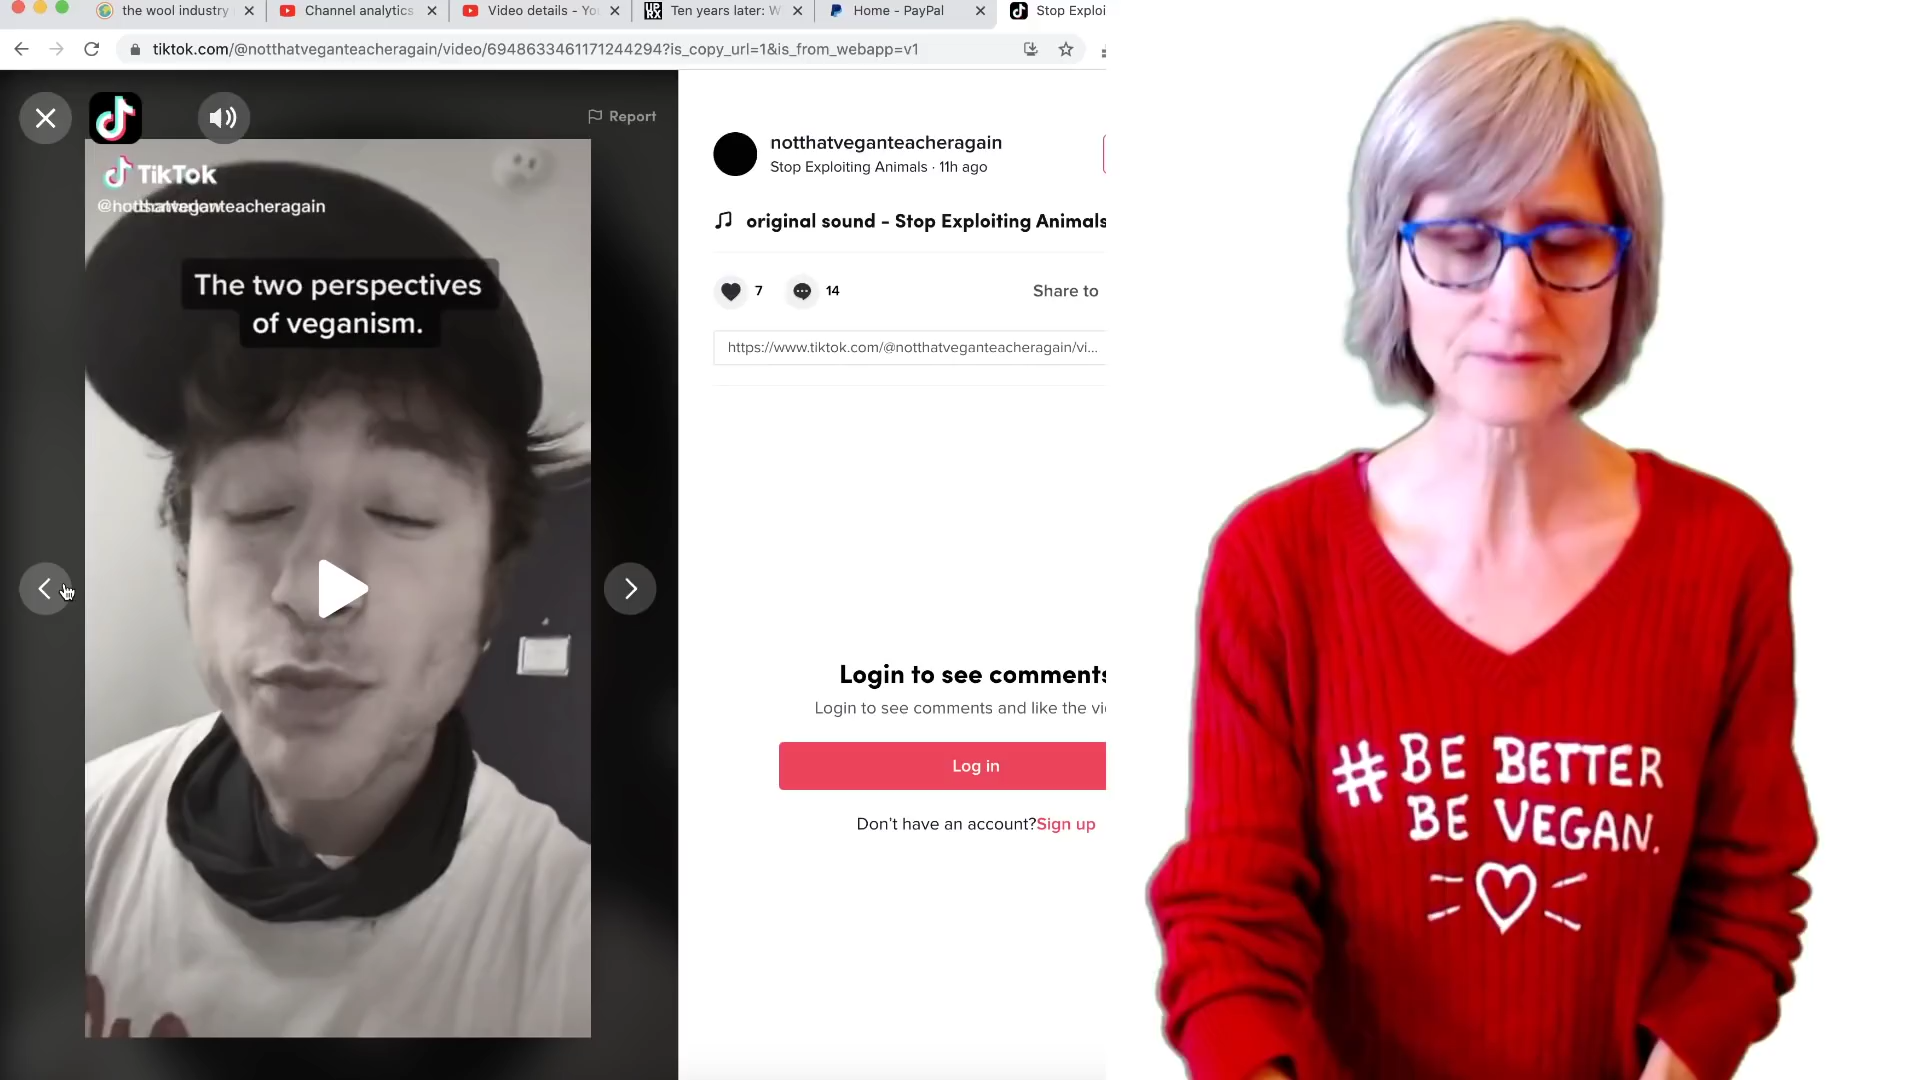 the wool industry
Channel analytics
Video details - Yo
UPRX
Ten years later: W
Home - PayPal
Stop Exploi
tiktok.com/@notthatveganteacheragain/video/6948633461171244294?is_copy_url=1&is_from_webapp=v1
Report
TikTok
The two perspectives
of veganism.
notthatveganteacheragain
Stop Exploiting Animals · 11h ago
original sound - Stop Exploiting Animals
7
14
Share to
https://www.tiktok.com/@notthatveganteacheragain/vi...
Login to see comments
Login to see comments and like the vi
Log in
Don't have an account?Sign up
#BE BETTER
BE VEGAN.